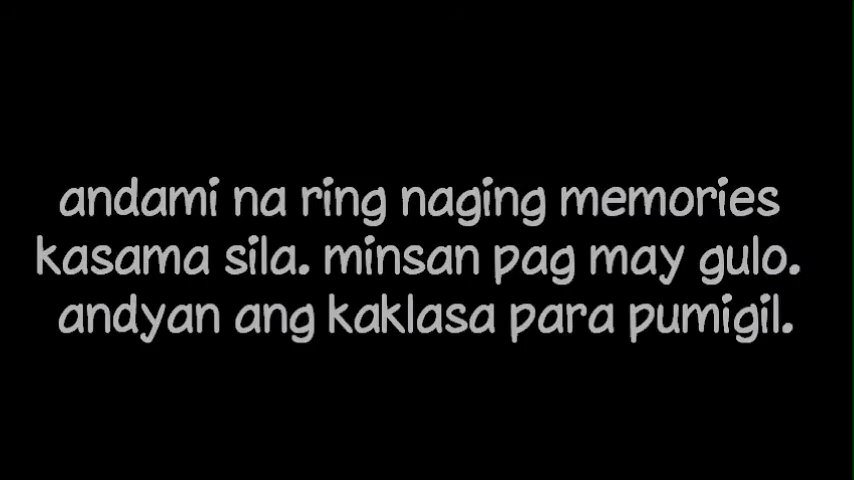 andami na ring naging memories
kasama sila. minsan pag may gulo.
andyan ang kaklasa para pumigil.